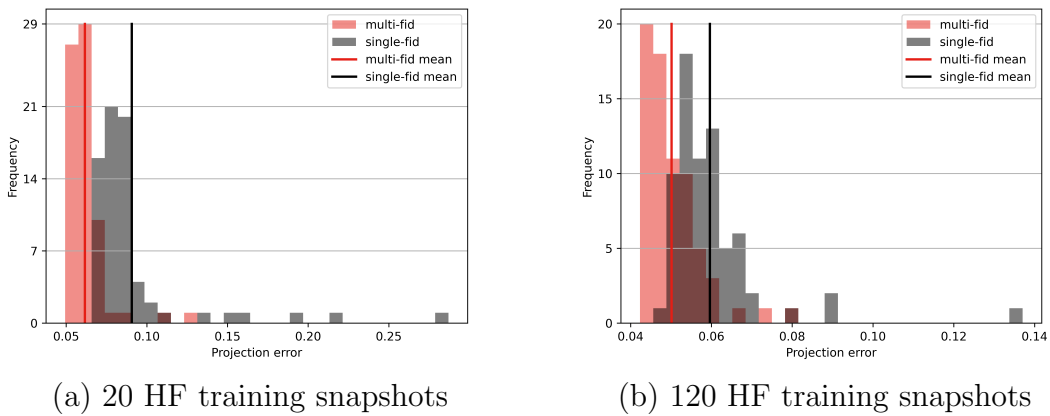 29
21
14
7
0
Frequency
0.05
0.10
0.15
0.20
0.25
Projection error
multi-fid
single-fid
multi-fid mean
single-fid mean
(a) 20 HF training snapshots
20
15
10
5
0
Frequency
0.04
0.06
0.08
0.10
0.12
0.14
Projection error
multi-fid
single-fid
multi-fid mean
single-fid mean
(b) 120 HF training snapshots